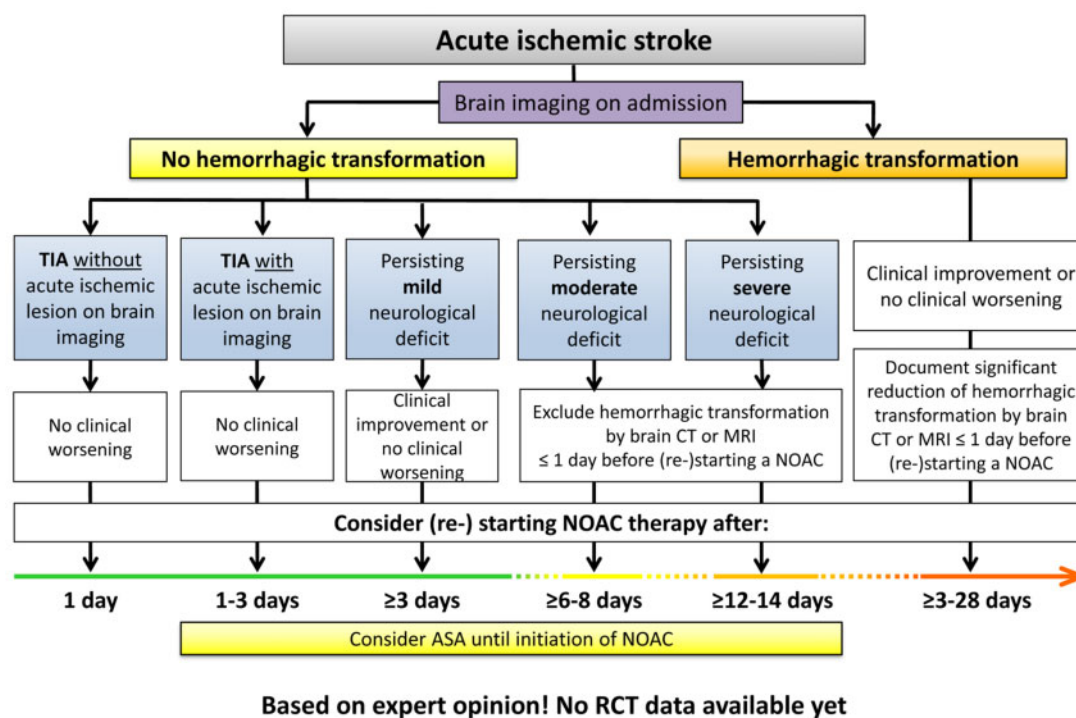 Acute ischemic stroke
Brain imaging on admission
No hemorrhagic transformation
Hemorrhagic transformation
TIA without
acute ischemic
lesion on brain
imaging
TIA with
acute ischemic
lesion on brain
imaging
Persisting
mild
neurological
deficit
Persisting
moderate
neurological
deficit
Persisting
severe
neurological
deficit
Clinical improvement or
no clinical worsening
No clinical
worsening
No clinical
worsening
Clinical
improvement or
no clinical
worsening
Exclude hemorrhagic transformation
by brain CT or MRI
≤ 1 day before (re-)starting a NOAC
Document significant
reduction of hemorrhagic
transformation by brain
CT or MRI ≤ 1 day before
(re-)starting a NOAC
Consider (re-) starting NOAC therapy after:
1 day
1-3 days
≥3 days
≥6-8 days
≥12-14 days
≥3-28 days
Consider ASA until initiation of NOAC
Based on expert opinion! No RCT data available yet